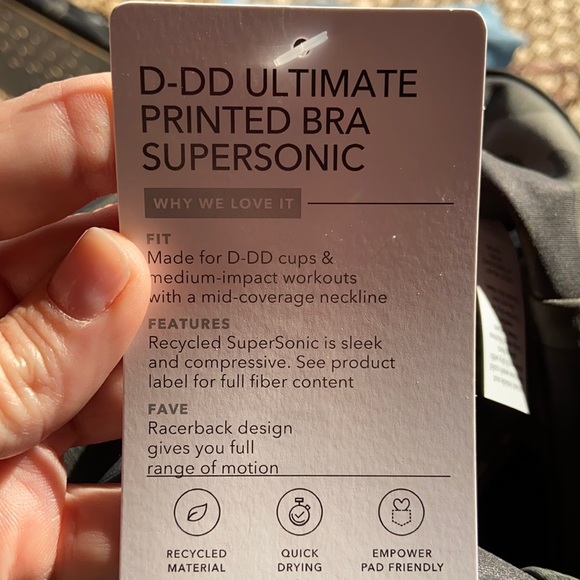 D-DD ULTIMATE
PRINTED BRA
SUPERSONIC
WHY WE LOVE IT
FIT
Made for D-DD cups &
medium-impact workouts
with a mid-coverage neckline
FEATURES
Recycled SuperSonic is sleek
and compressive. See product
label for full fiber content
FAVE
Racerback design
gives you full
range of motion
RECYCLED
MATERIAL
QUICK
DRYING
EMPOWER
PAD FRIENDLY